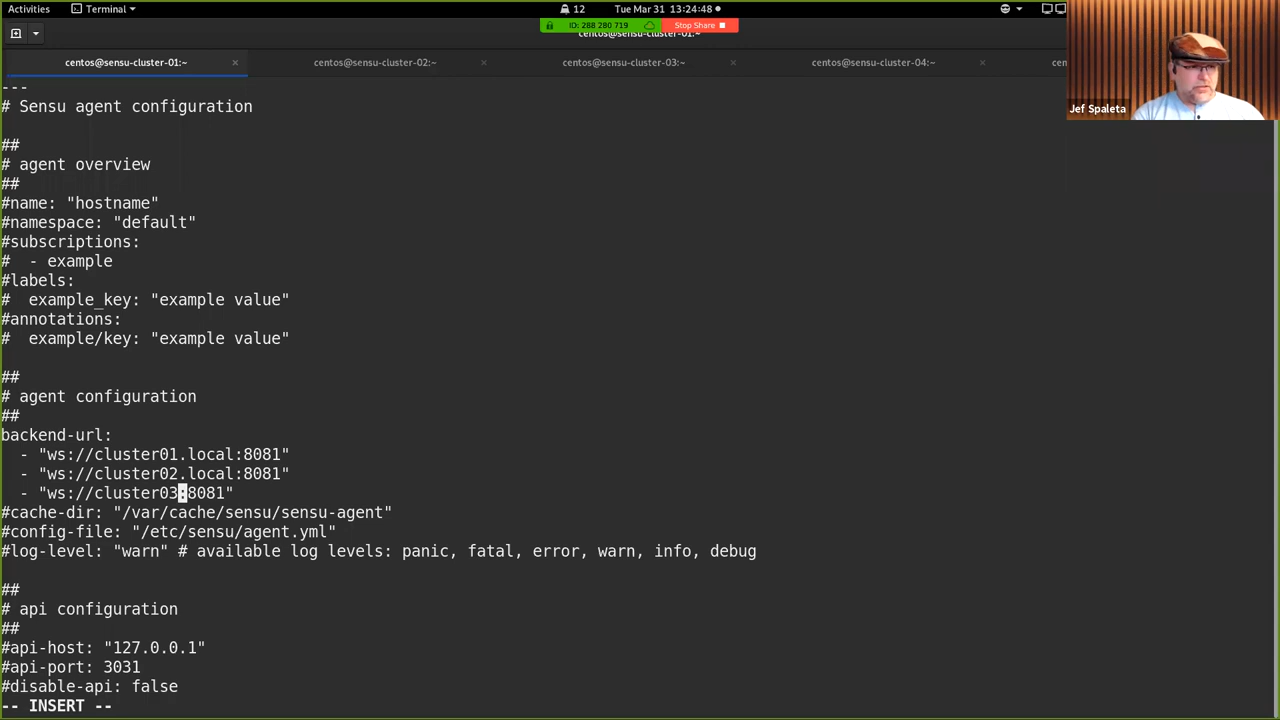 Activities
Terminal
12
Tue Mar 31 13:24:48
ID: 288 280 719
Stop Share
centos@sensu-cluster-01:~
centos@sensu-cluster-01:~
centos@sensu-cluster-02:~
centos@sensu-cluster-03:~
centos@sensu-cluster-04:~
cento
Jef Spaleta
---
# Sensu agent configuration
##
# agent overview
##
#name: "hostname"
#namespace: "default"
#subscriptions:
#  - example
#labels:
#  example_key: "example value"
#annotations:
#  example/key: "example value"
##
# agent configuration
##
backend-url:
  - "ws://cluster01.local:8081"
  - "ws://cluster02.local:8081"
  - "ws://cluster03:8081"
#cache-dir: "/var/cache/sensu/sensu-agent"
#config-file: "/etc/sensu/agent.yml"
#log-level: "warn" # available log levels: panic, fatal, error, warn, info, debug
##
# api configuration
##
#api-host: "127.0.0.1"
#api-port: 3031
#disable-api: false
-- INSERT --